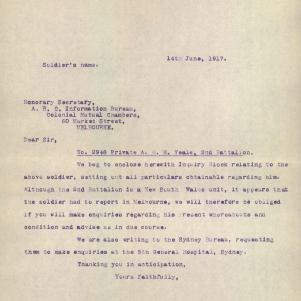 14th June, 1917.
Soldier's name.
Honorary Secretary,
A. R. C. Information Bureau,
Colonial Mutual Chambers,
60 Market Street,
MELBOURNE.
Dear Sir,
No. 2948 Private A. H. Veale, 2nd Battalion.
We beg to enclose herewith Inquiry Block relating to the
above soldier, setting out all particulars obtainable regarding him.
Although the 2nd Battalion is a New South Wales unit, it appears that
the soldier had to report in Melbourne, we will therefore be obliged
if you will make enquiries regarding his present whereabouts and
condition and advise us in due course.
We are also writing to the Sydney Bureau, requesting
them to make enquiries at the 5th General Hospital, Sydney.
Thanking you in anticipation,
Yours Faithfully,